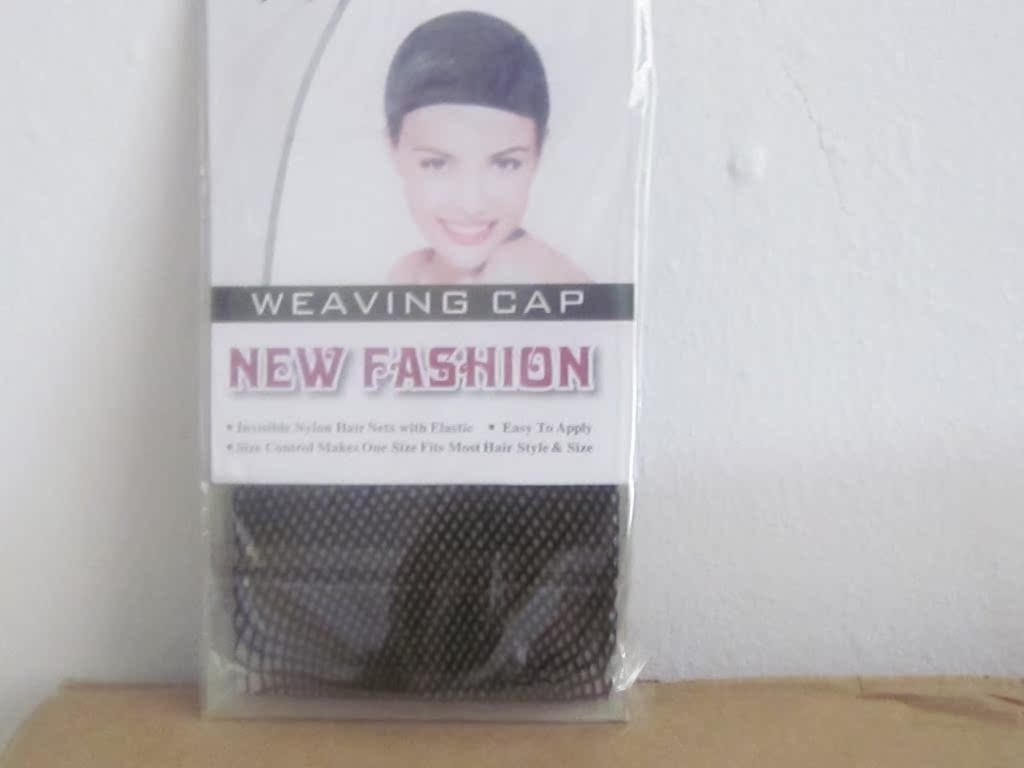 WEAVING CAP
NEW FASHION
• Invisible Nylon Hair Nets with Elastic • Easy To Apply
• Size Control Makes One Size Fits Most Hair Style & Size